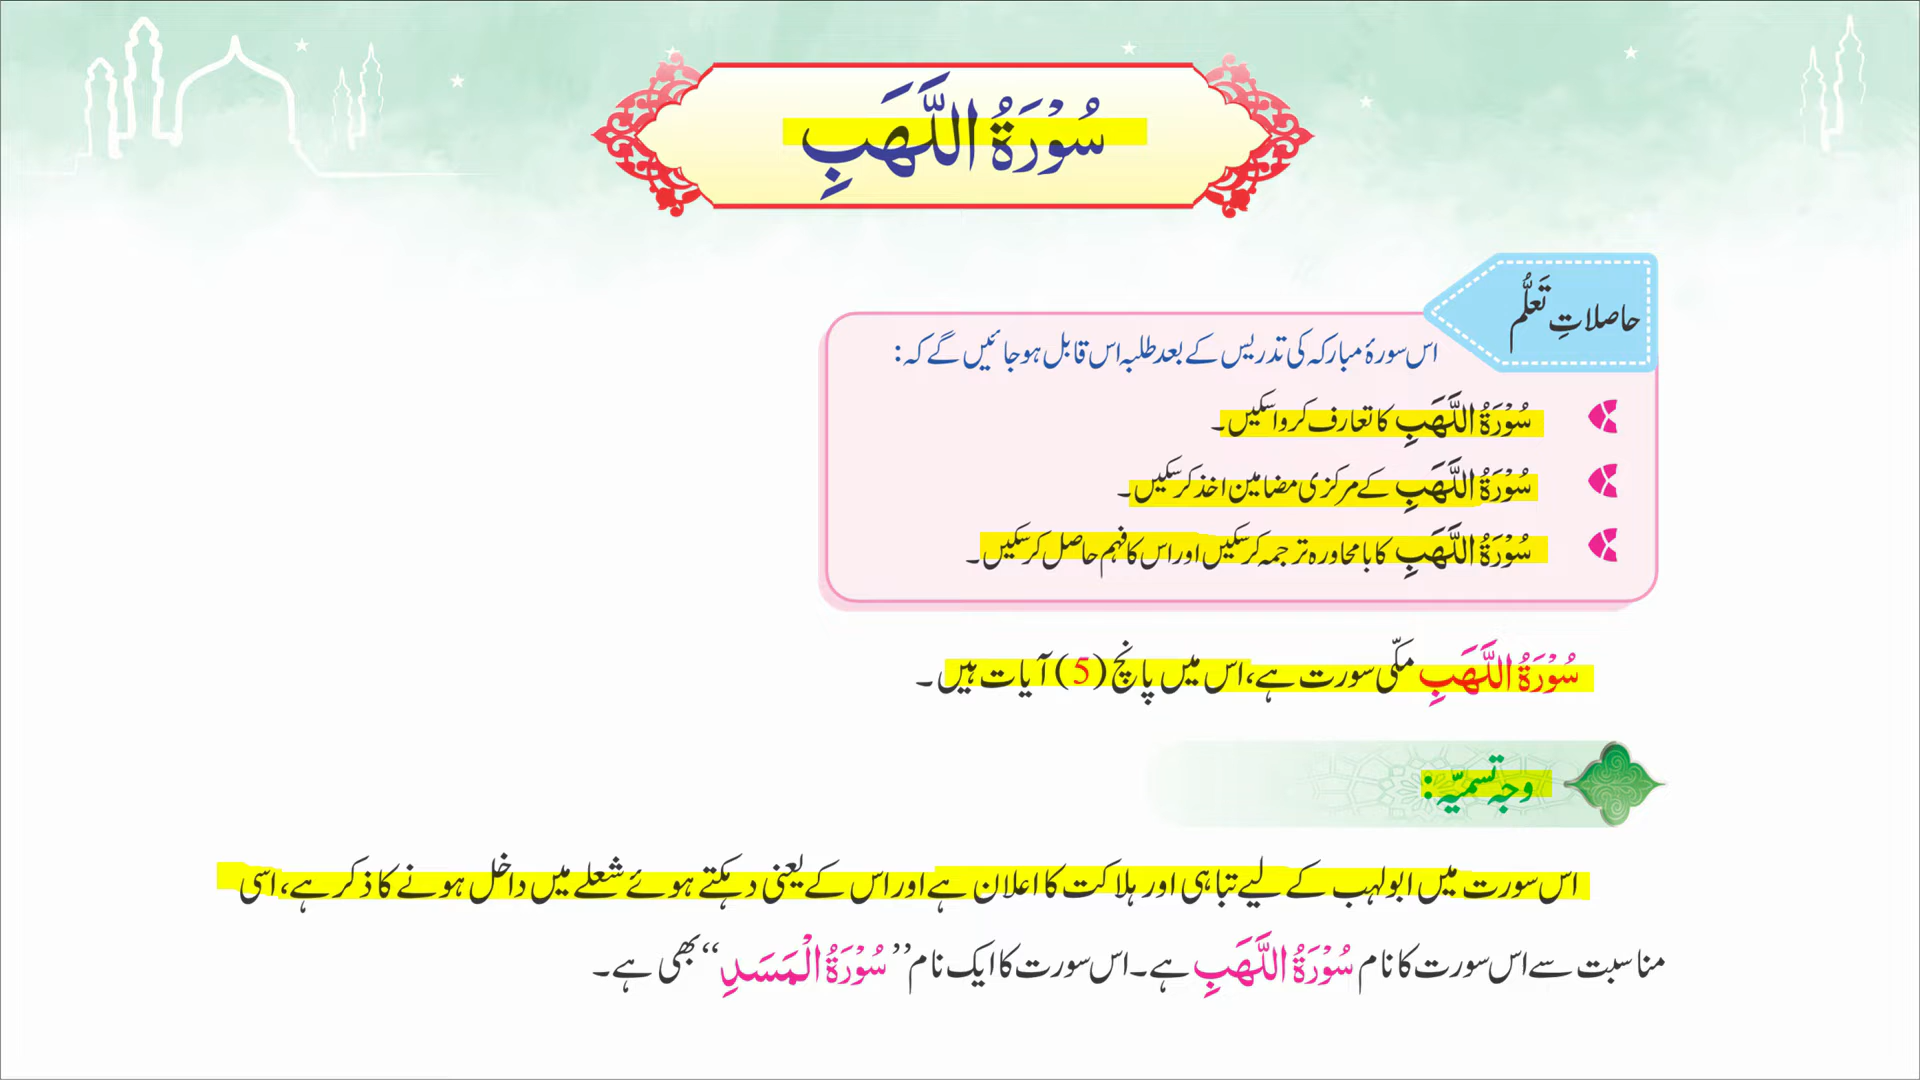 سُوْرَةُ اللَّهَبِ
حاصلاتِ تَعَلُّم
اس سورۂ مبارکہ کی تدریس کے بعد طلبہ اس قابل ہو جائیں گے کہ:
سُوْرَةُ اللَّهَبِ کا تعارف کروا سکیں۔
سُوْرَةُ اللَّهَبِ کے مرکزی مضامین اخذ کر سکیں۔
سُوْرَةُ اللَّهَبِ کا بامحاورہ ترجمہ کر سکیں اور اس کا فہم حاصل کر سکیں۔
سُوْرَةُ اللَّهَبِ مکّی سورت ہے، اس میں پانچ (5) آیات ہیں۔
وجہ تسمیّہ:
اس سورت میں ابولہب کے لیے تباہی اور ہلاکت کا اعلان ہے اور اس کے یعنی دہکتے ہوئے شعلے میں داخل ہونے کا ذکر ہے، اسی
مناسبت سے اس سورت کا نام سُوْرَةُ اللَّهَبِ ہے۔ اس سورت کا ایک نام ’’سُوْرَةُ الْمَسَدِ‘‘ بھی ہے۔